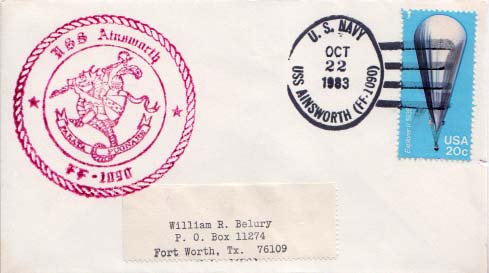 USS Ainsworth
FF-1090
U. S. NAVY
OCT
22
1983
USS AINSWORTH (FF-1090)
USA
20c
William R. Belury
P. O. Box 11274
Fort Worth, Tx. 76109